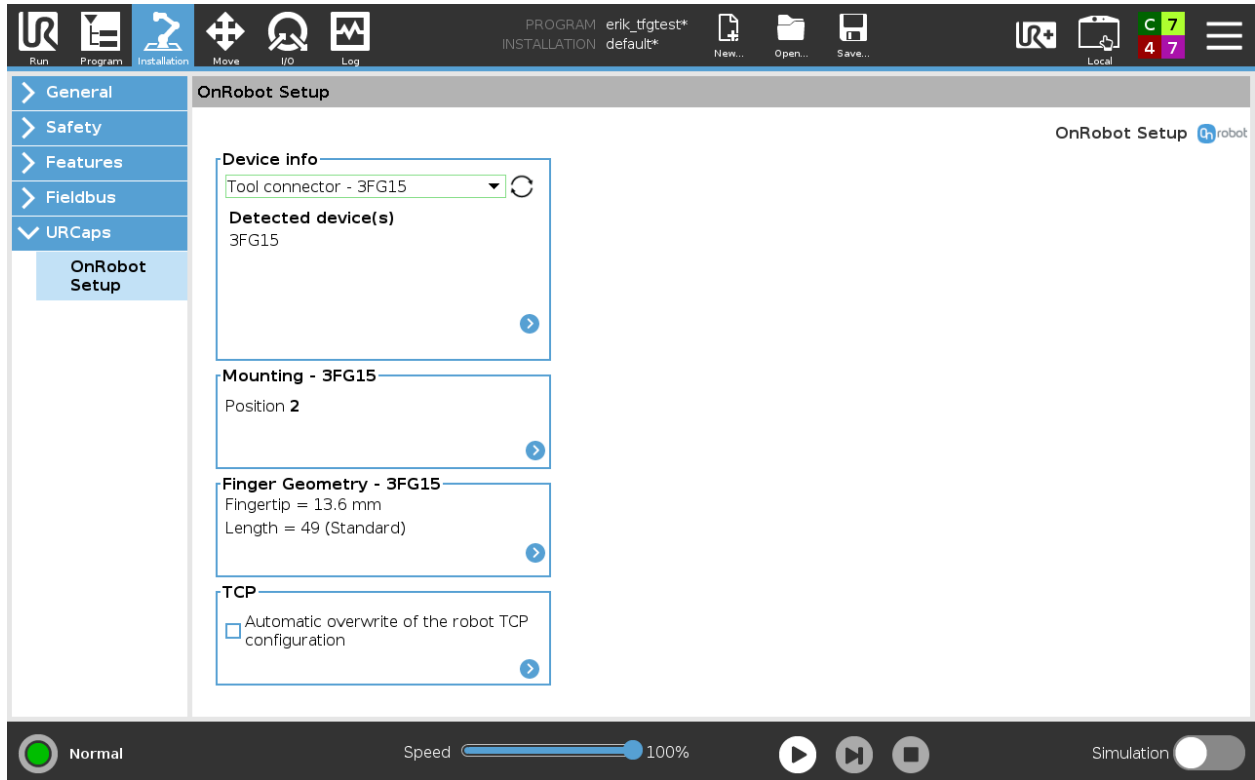 UR
Run
Program
Installation
Move
I/O
Log
PROGRAM erik_tfgtest*
INSTALLATION default*
New...
Open...
Save...
UR+
Local
C 7
4 7
General
Safety
Features
Fieldbus
URCaps
OnRobot
Setup
OnRobot Setup
OnRobot Setup On robot
Device info
Tool connector - 3FG15
Detected device(s)
3FG15
Mounting - 3FG15
Position 2
Finger Geometry - 3FG15
Fingertip = 13.6 mm
Length = 49 (Standard)
TCP
Automatic overwrite of the robot TCP
configuration
Normal
Speed 100%
Simulation